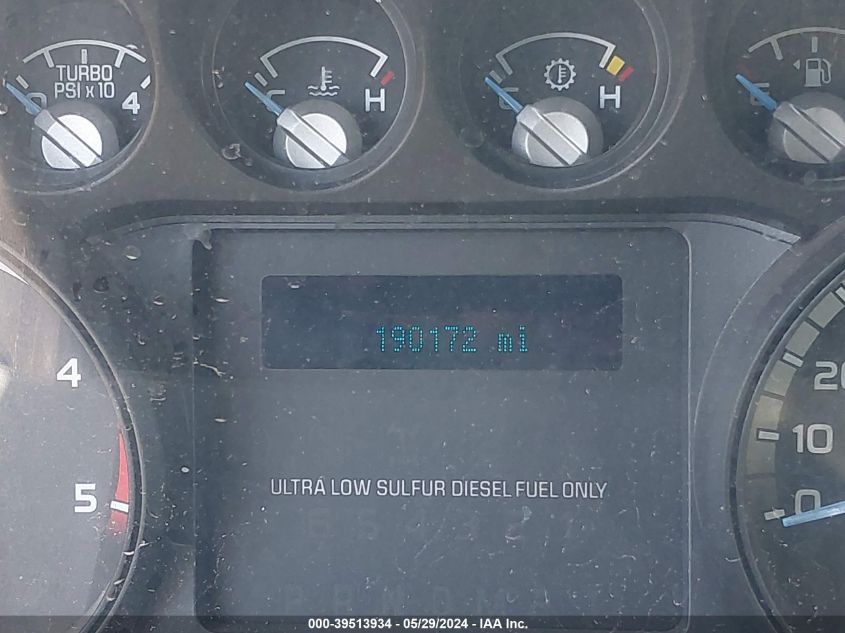 TURBO
PSI x 10
0
4
C
H
C
H
E
190172 mi
4
5
20
10
0
ULTRA LOW SULFUR DIESEL FUEL ONLY
000-39513934 - 05/29/2024 - IAA Inc.